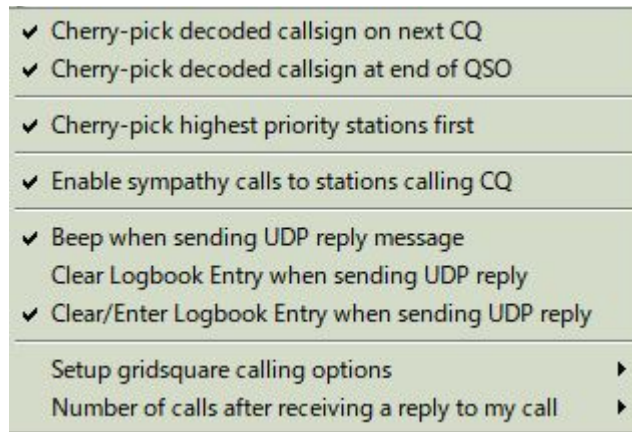 Cherry-pick decoded callsign on next CQ
Cherry-pick decoded callsign at end of QSO
Cherry-pick highest priority stations first
Enable sympathy calls to stations calling CQ
Beep when sending UDP reply message
Clear Logbook Entry when sending UDP reply
Clear/Enter Logbook Entry when sending UDP reply
Setup gridsquare calling options
Number of calls after receiving a reply to my call